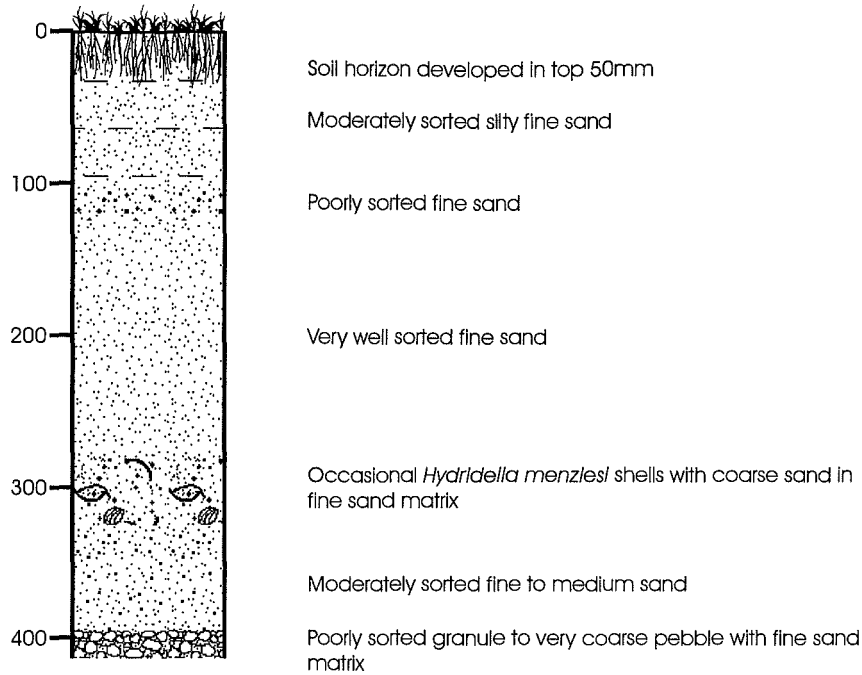 0
Soil horizon developed in top 50mm
Moderately sorted silty fine sand
100
Poorly sorted fine sand
200
Very well sorted fine sand
300
Occasional Hydridella menziesi shells with coarse sand in
fine sand matrix
Moderately sorted fine to medium sand
400
Poorly sorted granule to very coarse pebble with fine sand
matrix